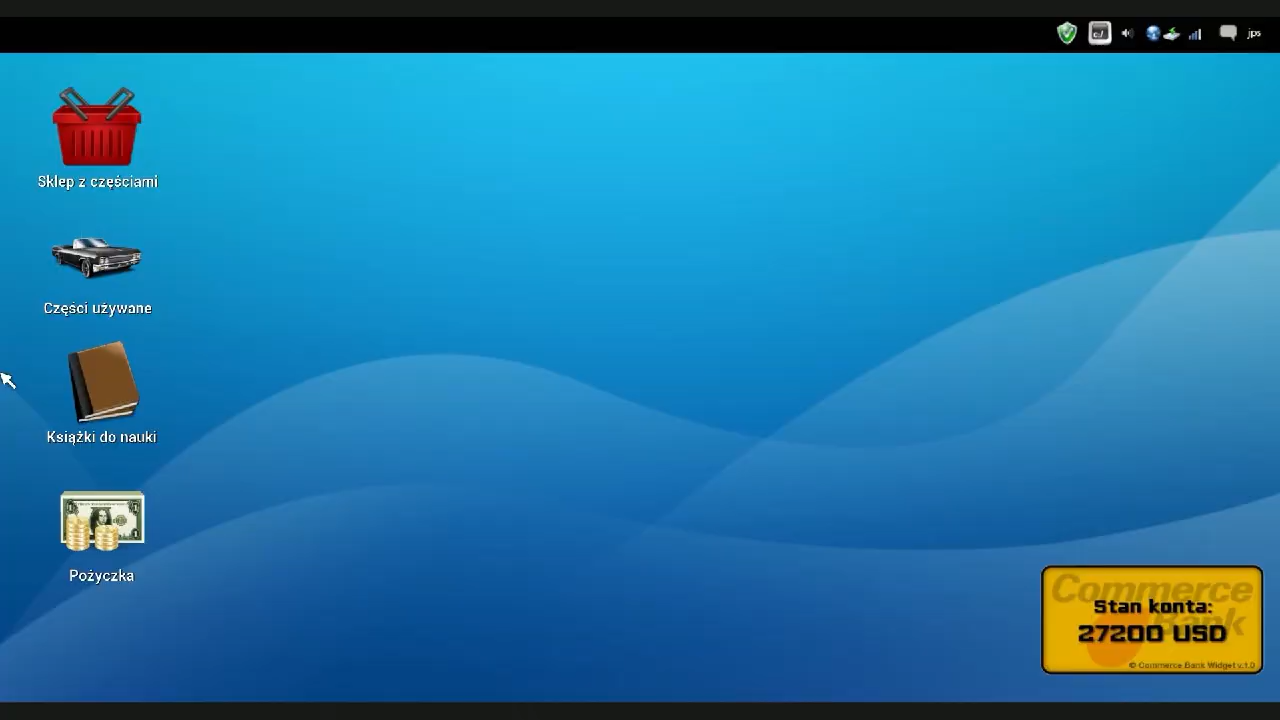 c:/
jps
Sklep z częściami
Części używane
Książki do nauki
Pożyczka
Commerce
Bank
Stan konta:
27200 USD
© Commerce Bank Widget v.1.0